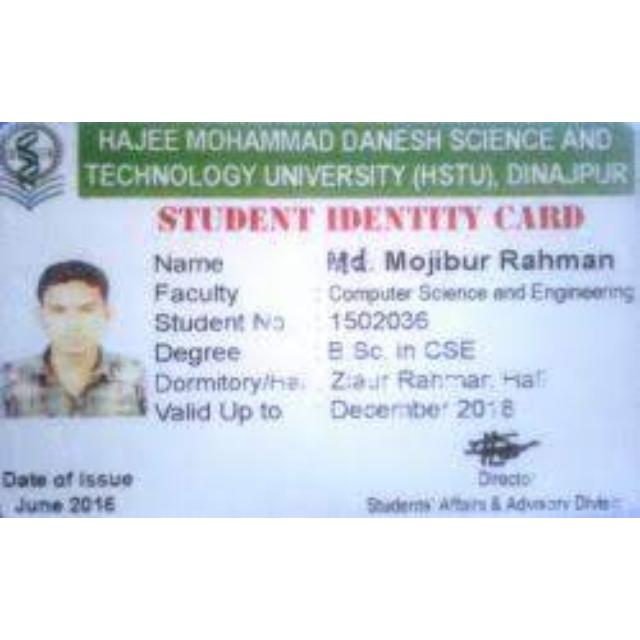 HAJEE MOHAMMAD DANESH SCIENCE AND
TECHNOLOGY UNIVERSITY (HSTU), DINAJPUR
STUDENT IDENTITY CARD
Name : Md. Mojibur Rahman
Faculty : Computer Science and Engineering
Student No : 1502036
Degree : B Sc. in CSE
Dormitory/Hall : Ziaur Rahman Hall
Valid Up to : December 2018
Date of Issue
June 2016
Director
Students' Affairs & Advisory Division